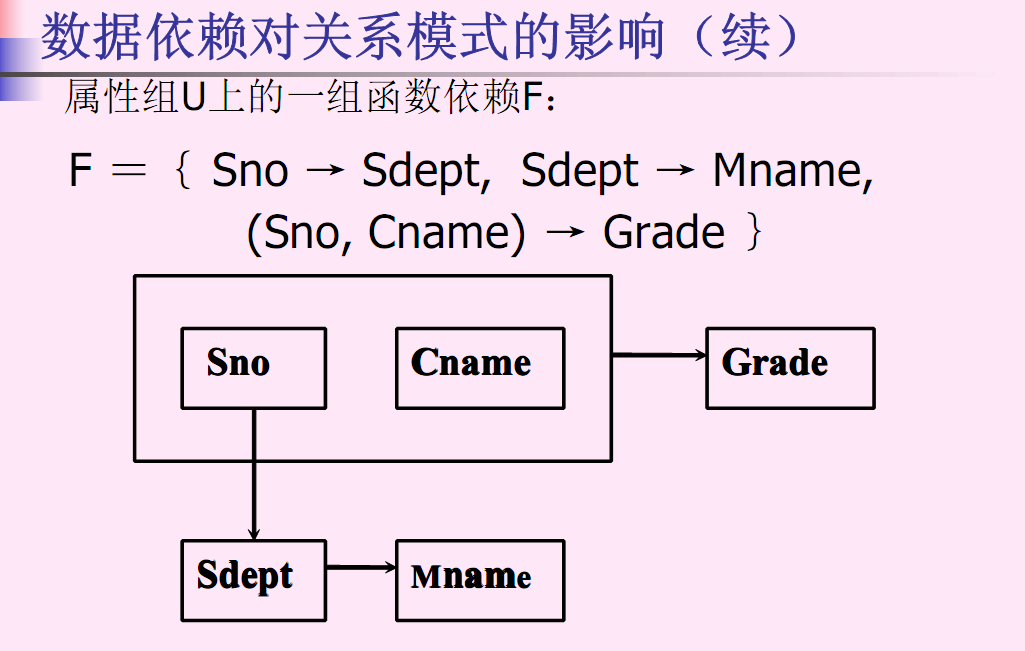 数据依赖对关系模式的影响（续）
属性组U上的一组函数依赖F：
F ＝｛ Sno → Sdept, Sdept → Mname,
(Sno, Cname) → Grade ｝
Sno
Cname
Grade
Sdept
Mname